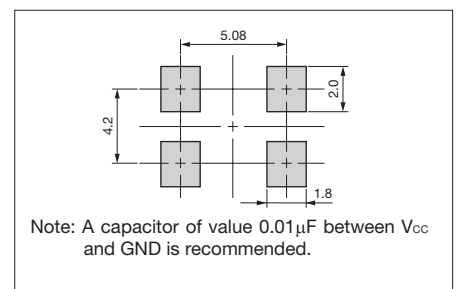 5.08
2.0
4.2
1.8
Note: A capacitor of value 0.01µF between Vcc
and GND is recommended.